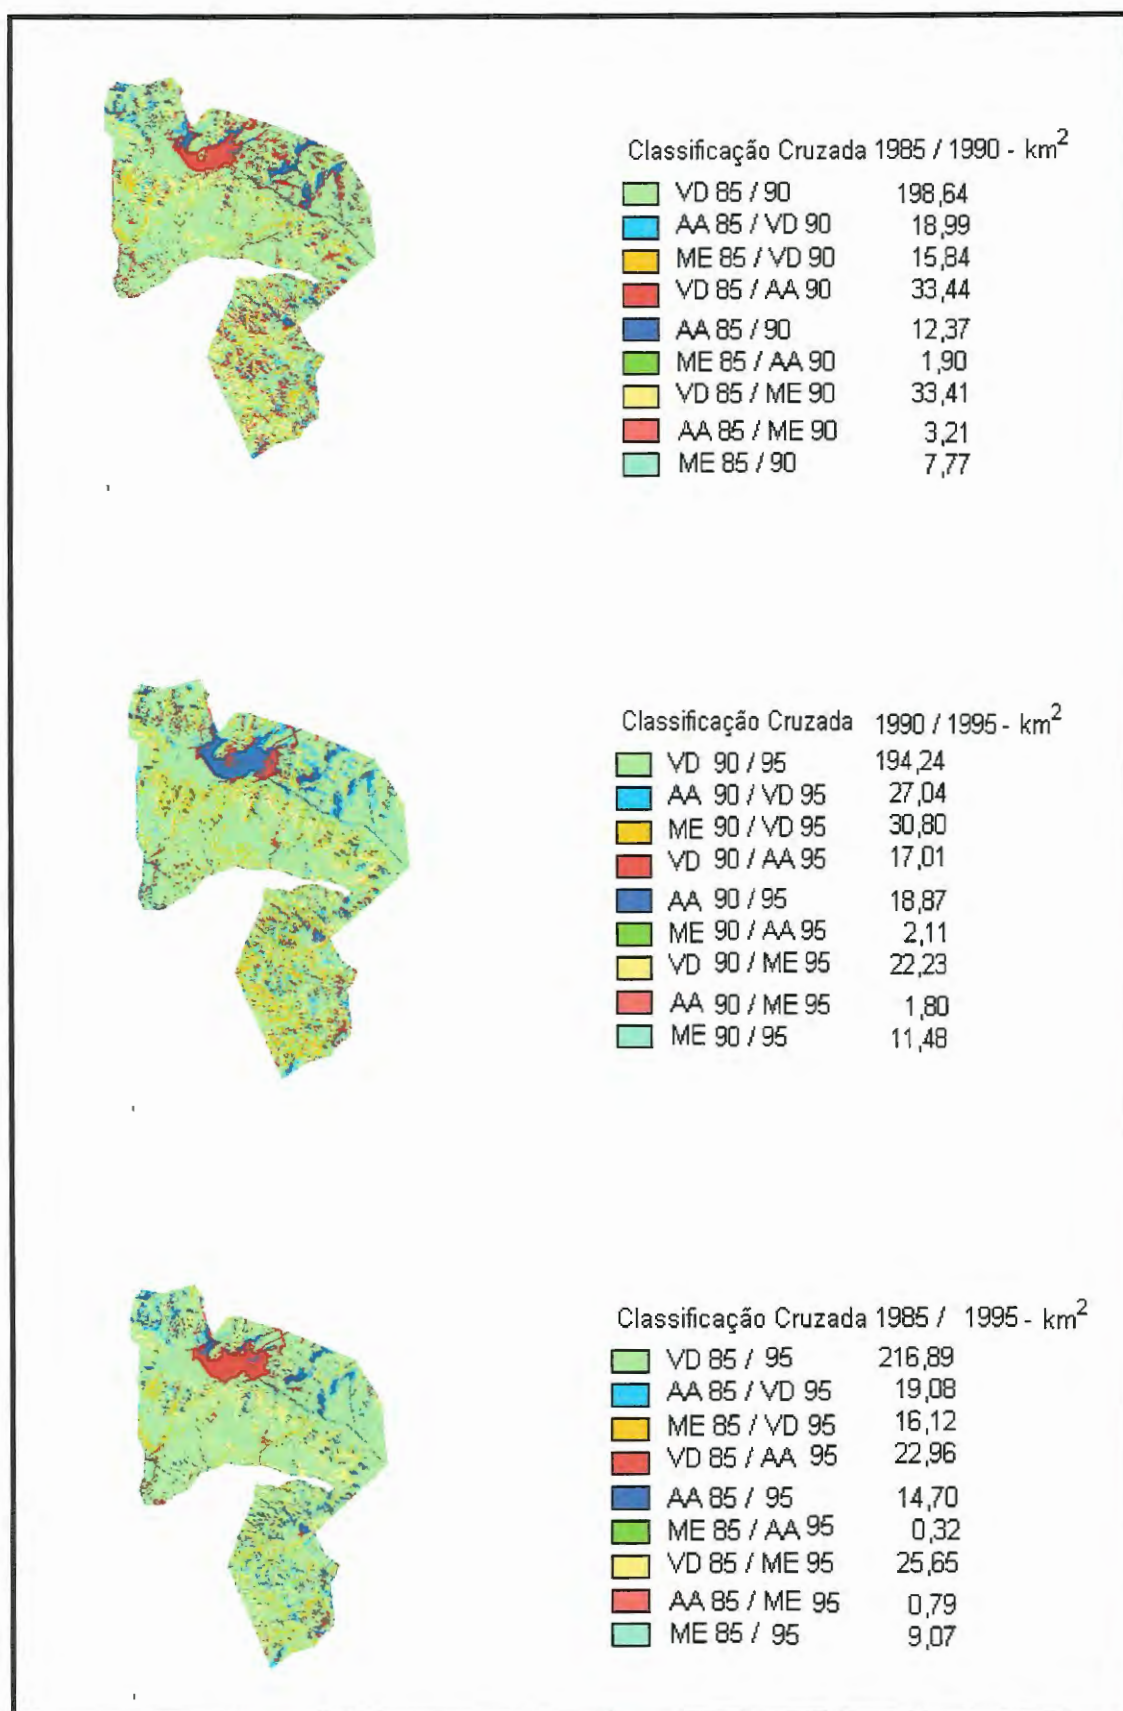 Classificação Cruzada 1985 / 1990 - km²
VD 85 / 90 198,64
AA 85 / VD 90 18,99
ME 85 / VD 90 15,84
VD 85 / AA 90 33,44
AA 85 / 90 12,37
ME 85 / AA 90 1,90
VD 85 / ME 90 33,41
AA 85 / ME 90 3,21
ME 85 / 90 7,77
Classificação Cruzada 1990 / 1995 - km²
VD 90 / 95 194,24
AA 90 / VD 95 27,04
ME 90 / VD 95 30,80
VD 90 / AA 95 17,01
AA 90 / 95 18,87
ME 90 / AA 95 2,11
VD 90 / ME 95 22,23
AA 90 / ME 95 1,80
ME 90 / 95 11,48
Classificação Cruzada 1985 / 1995 - km²
VD 85 / 95 216,89
AA 85 / VD 95 19,08
ME 85 / VD 95 16,12
VD 85 / AA 95 22,96
AA 85 / 95 14,70
ME 85 / AA 95 0,32
VD 85 / ME 95 25,65
AA 85 / ME 95 0,79
ME 85 / 95 9,07